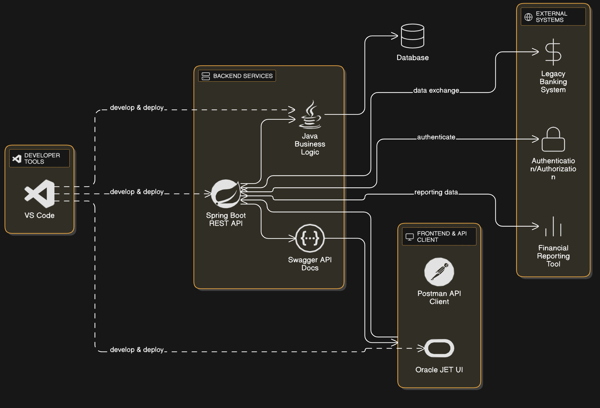 EXTERNAL
SYSTEMS
Legacy
Banking
System
Database
BACKEND SERVICES
data exchange
develop & deploy
Java
Business
Logic
authenticate
DEVELOPER
TOOLS
VS Code
Authenticatio
n/Authorizatio
n
develop & deploy
Spring Boot
REST API
reporting data
Swagger API
Docs
FRONTEND & API
CLIENT
Financial
Reporting
Tool
Postman API
Client
develop & deploy
Oracle JET UI